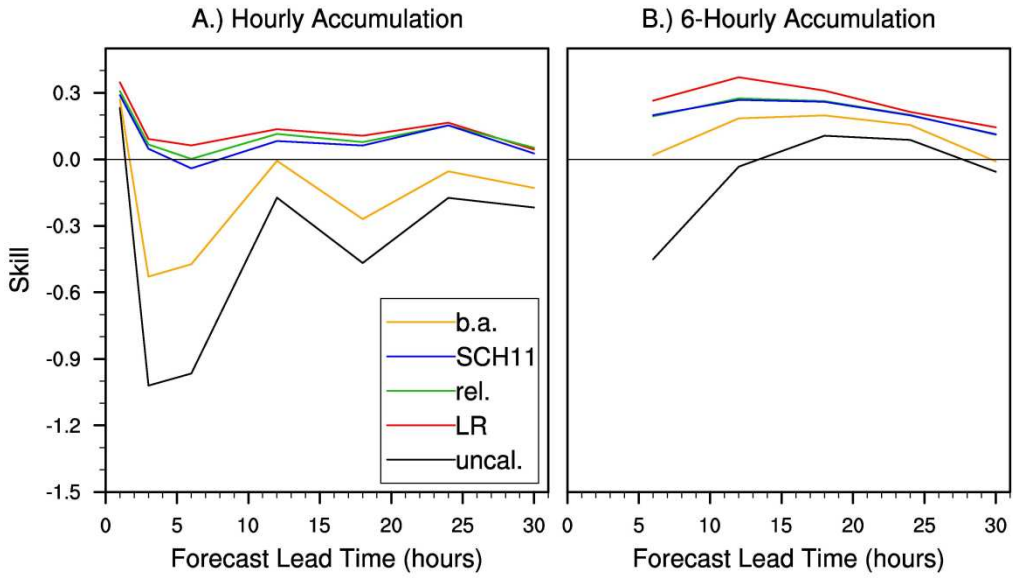 A.) Hourly Accumulation
B.) 6-Hourly Accumulation
Skill
0.3
0.0
-0.3
-0.6
-0.9
-1.2
-1.5
b.a.
SCH11
rel.
LR
uncal.
0 5 10 15 20 25 30
0 5 10 15 20 25 30
Forecast Lead Time (hours)
Forecast Lead Time (hours)